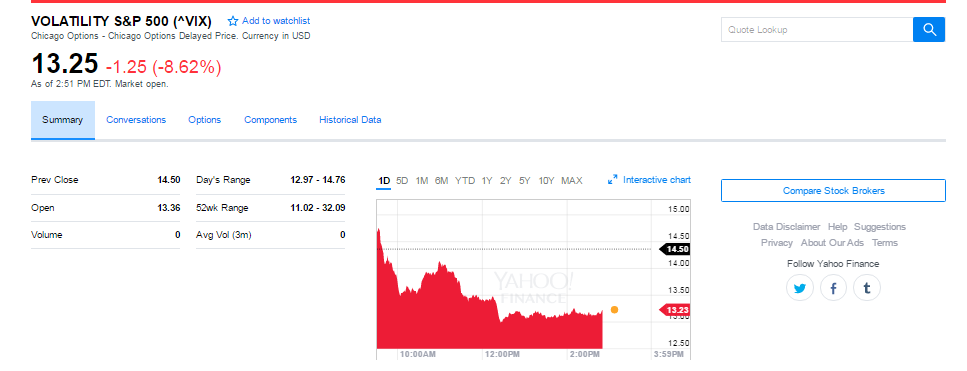 VOLATILITY S&P 500 (^VIX) Add to watchlist
Chicago Options - Chicago Options Delayed Price. Currency in USD
Quote Lookup
13.25 -1.25 (-8.62%)
As of 2:51 PM EDT. Market open.
Summary Conversations Options Components Historical Data
Prev Close 14.50 Day's Range 12.97 - 14.76
Open 13.36 52wk Range 11.02 - 32.09
Volume 0 Avg Vol (3m) 0
1D 5D 1M 6M YTD 1Y 2Y 5Y 10Y MAX Interactive chart
15.00
14.50
14.50
14.00
13.50
13.23
13.00
12.50
YAHOO!
FINANCE
10:00AM 12:00PM 2:00PM 3:59PM
Compare Stock Brokers
Data Disclaimer Help Suggestions
Privacy About Our Ads Terms
Follow Yahoo Finance